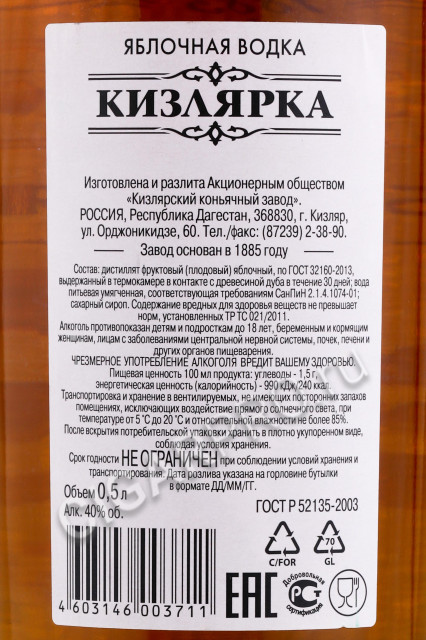 ЯБЛОЧНАЯ ВОДКА
КИЗЛЯРКА
Изготовлена и разлита Акционерным обществом
«Кизлярский коньячный завод».
РОССИЯ, Республика Дагестан, 368830, г. Кизляр,
ул. Орджоникидзе, 60. Тел./факс: (87239) 2-38-90.
Завод основан в 1885 году
Состав: дистиллят фруктовый (плодовый) яблочный, по ГОСТ 32160-2013,
выдержанный в термокамере в контакте с древесиной дуба в течение 30 дней; вода
питьевая умягченная, соответствующая требованиям СанПиН 2.1.4.1074-01;
сахарный сироп. Содержание вредных для здоровья веществ не превышает
норм, установленных ТР ТС 021/2011.
Алкоголь противопоказан детям и подросткам до 18 лет, беременным и кормящим
женщинам, лицам с заболеваниями центральной нервной системы, почек, печени и
других органов пищеварения.
ЧРЕЗМЕРНОЕ УПОТРЕБЛЕНИЕ АЛКОГОЛЯ ВРЕДИТ ВАШЕМУ ЗДОРОВЬЮ.
Пищевая ценность 100 мл продукта: углеводы - 1,5 г,
энергетическая ценность (калорийность) - 990 кДж/240 ккал.
Транспортировка и хранение в вентилируемых, не имеющих посторонних запахов
помещениях, исключающих воздействие прямого солнечного света, при
температуре от 5 °С до 20 °С и относительной влажности не более 85%.
После вскрытия потребительской упаковки хранить в плотно укупоренном виде,
соблюдая условия хранения.
Срок годности НЕ ОГРАНИЧЕН при соблюдении условий хранения и
транспортирования. Дата розлива указана на горловине бутылки
в формате ДД/ММ/ГГ.
Объем 0,5 л
Алк. 40% об.
ГОСТ Р 52135-2003
C/FOR
70
GL
4 603146 003711
ЕАС
Добровольная
сертификация